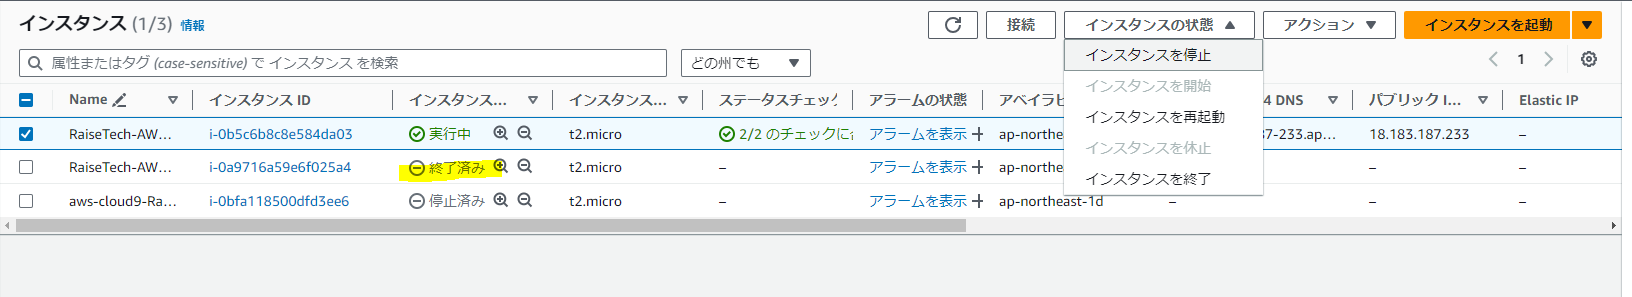 インスタンス (1/3) 情報
接続 インスタンスの状態 アクション インスタンスを起動
属性またはタグ (case-sensitive) で インスタンス を検索 どの州でも 1
インスタンスを停止
インスタンスを開始
インスタンスを再起動
インスタンスを休止
インスタンスを終了
Name インスタンス ID インスタンス... インスタンス... ステータスチェック アラームの状態 アベイラビ 4 DNS パブリック I... Elastic IP
RaiseTech-AW... i-0b5c6b8c8e584da03 実行中 t2.micro 2/2 のチェックに合 アラームを表示 ap-northe 87-233.ap... 18.183.187.233 –
RaiseTech-AW... i-0a9716a59e6f025a4 終了済み t2.micro – アラームを表示 ap-northe – –
aws-cloud9-Ra... i-0bfa118500dfd3ee6 停止済み t2.micro – アラームを表示 ap-northeast-1d – – –